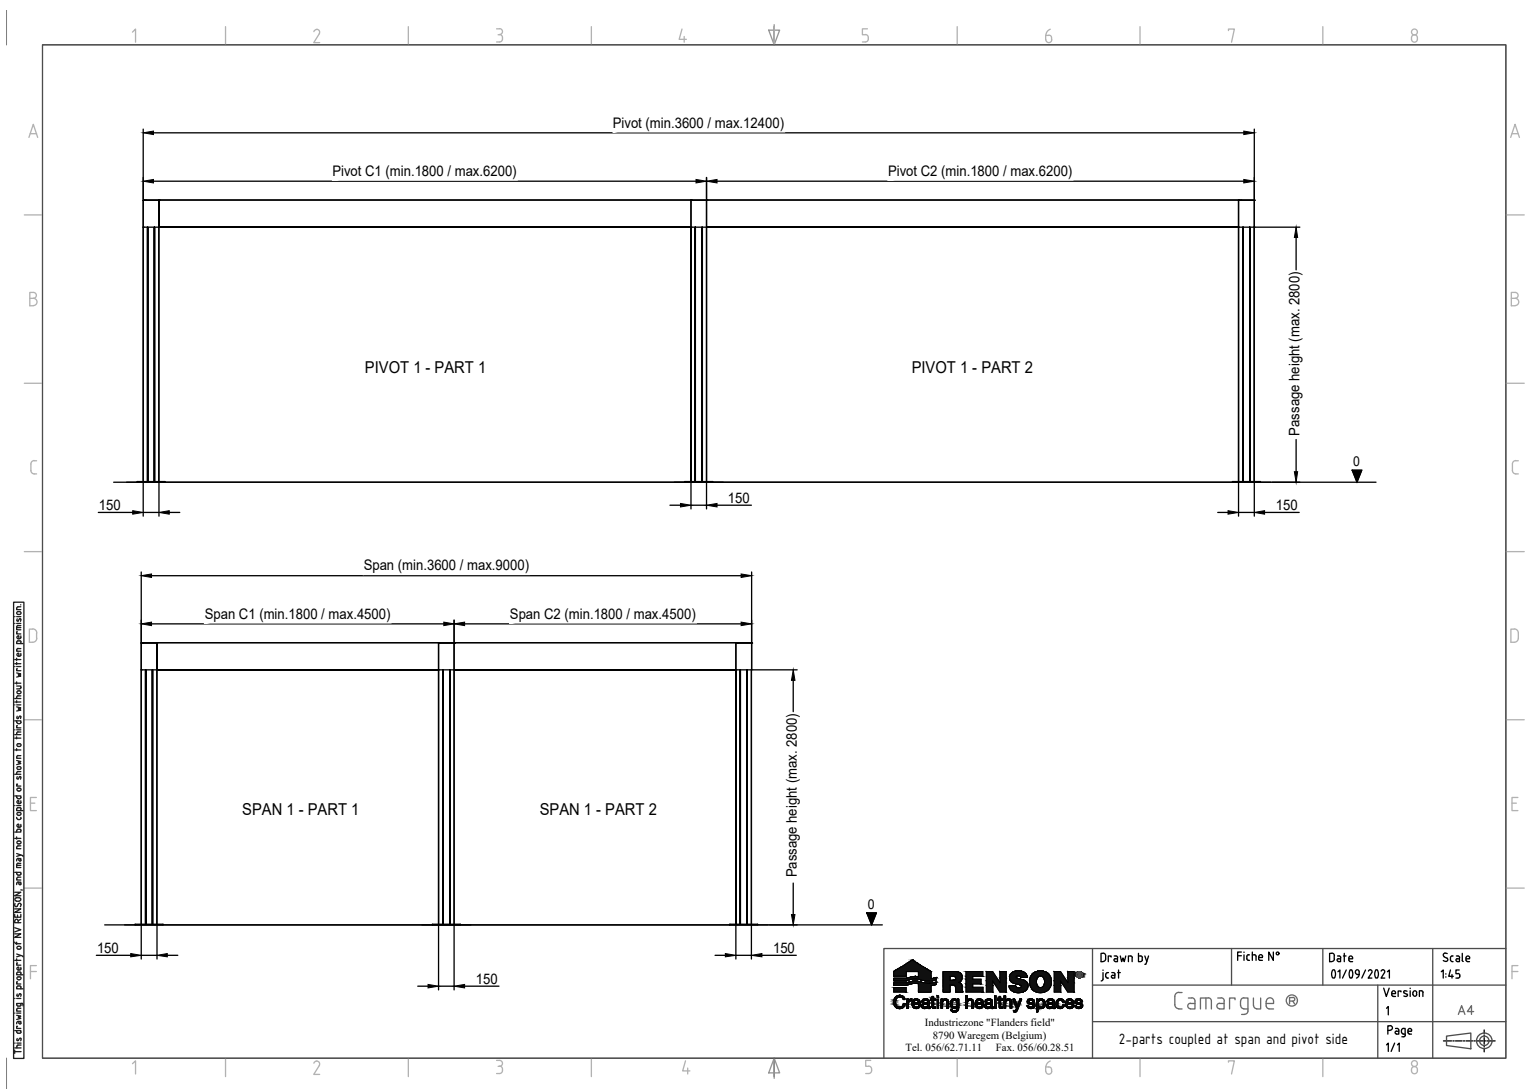 1 2 3 4 5 6 7 8
A A
Pivot (min.3600 / max.12400)
Pivot C1 (min.1800 / max.6200)
Pivot C2 (min.1800 / max.6200)
B B
Passage height (max. 2800)
PIVOT 1 - PART 1
PIVOT 1 - PART 2
C C
0
150
150
150
Span (min.3600 / max.9000)
Span C1 (min.1800 / max.4500)
Span C2 (min.1800 / max.4500)
D D
Passage height (max. 2800)
SPAN 1 - PART 1
SPAN 1 - PART 2
E E
0
150
150
150
F F
This drawing is property of NV RENSON, and may not be copied or shown to thirds without written permision.
RENSON®
Creating healthy spaces
Industriezone "Flanders field"
8790 Waregem (Belgium)
Tel. 056/62.71.11 Fax. 056/60.28.51
Drawn by
jcat
Fiche N°
Date
01/09/2021
Scale
1:45
Camargue ®
Version
1
A4
2-parts coupled at span and pivot side
Page
1/1
1 2 3 4 5 6 7 8